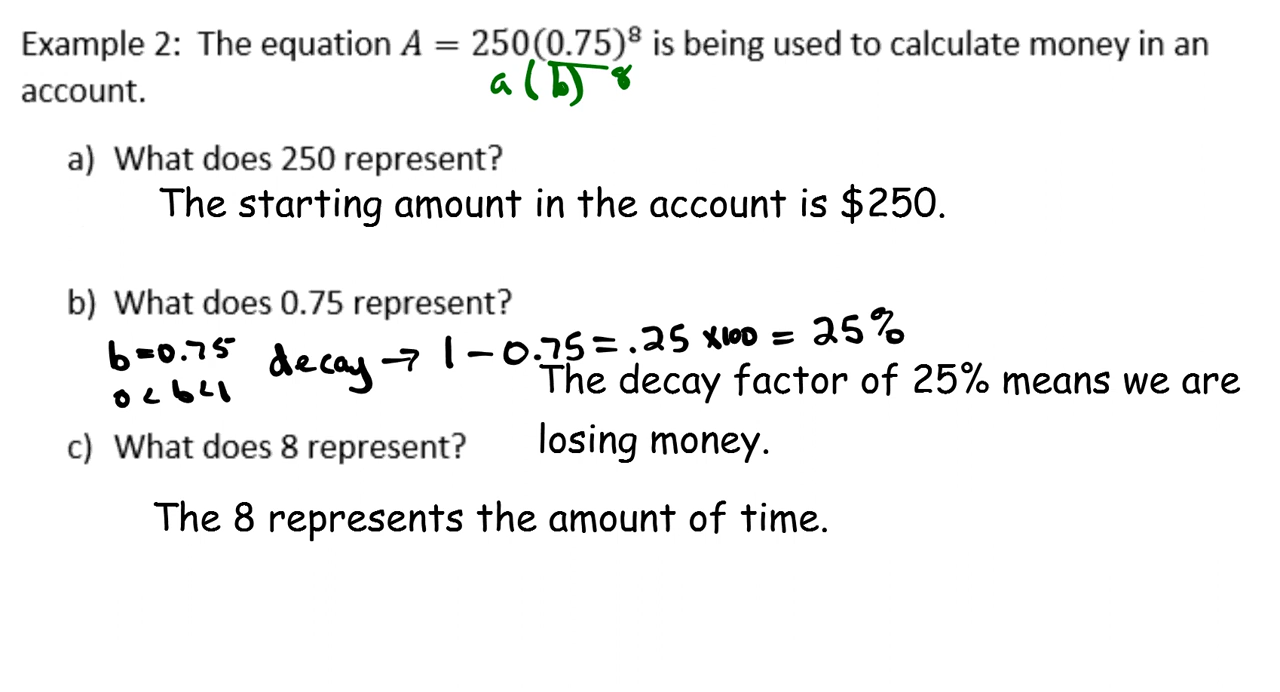 Example 2: The equation A = 250(0.75)⁸ is being used to calculate money in an
a(b) 8
account.
a) What does 250 represent?
The starting amount in the account is $250.
b) What does 0.75 represent?
b=0.75 decay → 1 - 0.75 = .25 x100 = 25%
0 < b < 1
The decay factor of 25% means we are
c) What does 8 represent?
losing money.
The 8 represents the amount of time.